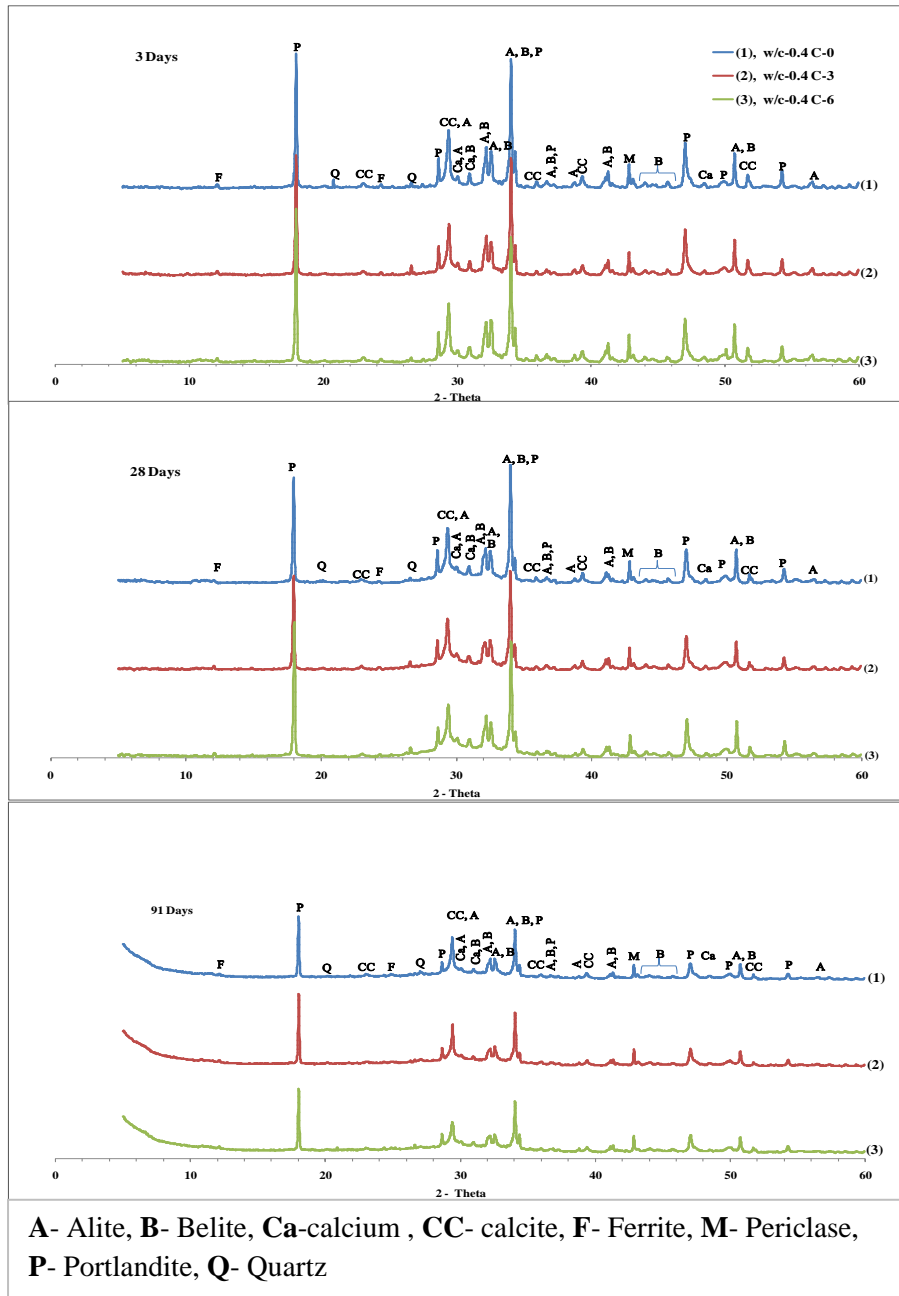 3 Days
P
A, B, P
(1), w/c-0.4 C-0
(2), w/c-0.4 C-3
(3), w/c-0.4 C-6
F
Q
CC
F
Q
P
CC, A
Ca, A
Ca, B
A, B
A, B
CC
A, B, P
A
CC
A, B
M
B
P
Ca
P
A, B
CC
P
A
(1)
(2)
(3)
0 10 20 30 40 50 60
2 - Theta
28 Days
P
A, B, P
F
Q
CC
F
Q
P
CC, A
Ca, A
Ca, B
A, B
A,
B
CC
A, B, P
A
CC
A, B
M
B
P
Ca
P
A, B
CC
P
A
(1)
(2)
(3)
0 10 20 30 40 50 60
2 - Theta
91 Days
P
A, B, P
F
Q
CC
F
Q
P
CC, A
Ca, A
Ca, B
A, B
A, B
CC
A, B, P
A
CC
A, B
M
B
P
Ca
P
A, B
CC
P
A
(1)
(2)
(3)
0 10 20 30 40 50 60
2 - Theta
A- Alite, B- Belite, Ca-calcium , CC- calcite, F- Ferrite, M- Periclase,
P- Portlandite, Q- Quartz